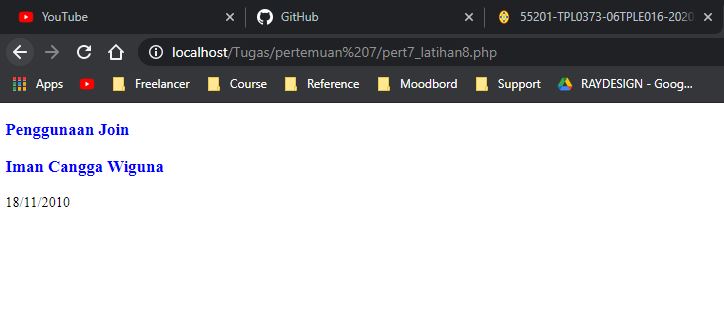 YouTube
GitHub
55201-TPL0373-06TPLE016-2020
localhost/Tugas/pertemuan%207/pert7_latihan8.php
Apps Freelancer Course Reference Moodbord Support RAYDESIGN - Goog...
Penggunaan Join
Iman Cangga Wiguna
18/11/2010